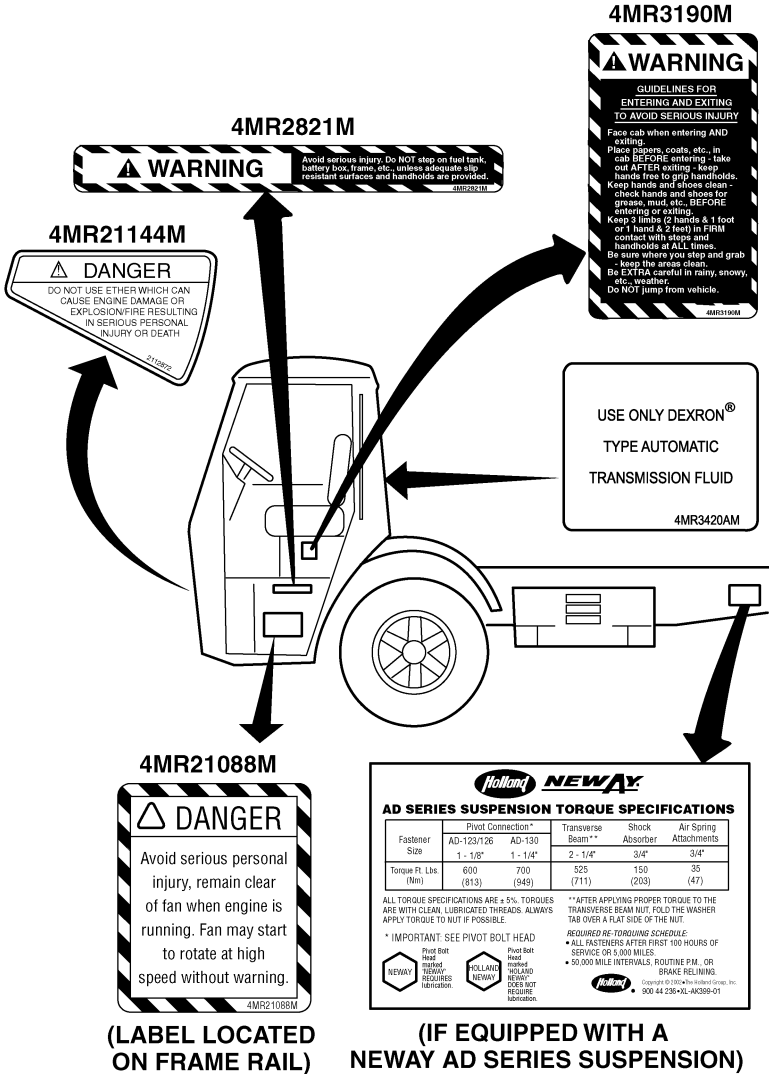 4MR3190M
WARNING
GUIDELINES FOR
ENTERING AND EXITING
TO AVOID SERIOUS INJURY
Face cab when entering AND
exiting.
Place papers, coats, etc., in
cab BEFORE entering - take
out AFTER exiting - keep
hands free to grip handholds.
Keep hands and shoes clean -
check hands and shoes for
grease, mud, etc., BEFORE
entering or exiting.
Keep 3 limbs (2 hands & 1 foot
or 1 hand & 2 feet) in FIRM
contact with steps and
handholds at ALL times.
Be sure where you step and grab
- keep the areas clean.
Be EXTRA careful in rainy, snowy,
etc., weather.
Do NOT jump from vehicle.
4MR3190M
4MR2821M
WARNING
Avoid serious injury. Do NOT step on fuel tank,
battery box, frame, etc., unless adequate slip
resistant surfaces and handholds are provided.
4MR2821M
4MR21144M
DANGER
DO NOT USE ETHER WHICH CAN
CAUSE ENGINE DAMAGE OR
EXPLOSION/FIRE RESULTING
IN SERIOUS PERSONAL
INJURY OR DEATH
2112872
USE ONLY DEXRON®
TYPE AUTOMATIC
TRANSMISSION FLUID
4MR3420AM
4MR21088M
DANGER
Avoid serious personal
injury, remain clear
of fan when engine is
running. Fan may start
to rotate at high
speed without warning.
4MR21088M
(LABEL LOCATED
ON FRAME RAIL)
Holland NEWAY
AD SERIES SUSPENSION TORQUE SPECIFICATIONS
Fastener Size
Pivot Connection*
AD-123/126 AD-130
Transverse Beam**
Shock Absorber
Air Spring Attachments
1 - 1/8" 1 - 1/4" 2 - 1/4" 3/4" 3/4"
Torque Ft. Lbs. 600 700 525 150 35
(Nm) (813) (949) (711) (203) (47)
ALL TORQUE SPECIFICATIONS ARE ± 5%. TORQUES
ARE WITH CLEAN, LUBRICATED THREADS. ALWAYS
APPLY TORQUE TO NUT IF POSSIBLE.
* IMPORTANT: SEE PIVOT BOLT HEAD
NEWAY
Pivot Bolt
Head
marked
'NEWAY'
REQUIRES
lubrication.
HOLLAND
NEWAY
Pivot Bolt
Head
marked
'HOLAND
NEWAY'
DOES NOT
REQUIRE
lubrication.
**AFTER APPLYING PROPER TORQUE TO THE
TRANSVERSE BEAM NUT, FOLD THE WASHER
TAB OVER A FLAT SIDE OF THE NUT.
REQUIRED RE-TORQUING SCHEDULE:
• ALL FASTENERS AFTER FIRST 100 HOURS OF
SERVICE OR 5,000 MILES.
• 50,000 MILE INTERVALS, ROUTINE P.M., OR
BRAKE RELINING.
Holland
Copyright © 2002•The Holland Group, Inc.
900 44 236•XL-AK399-01
(IF EQUIPPED WITH A
NEWAY AD SERIES SUSPENSION)